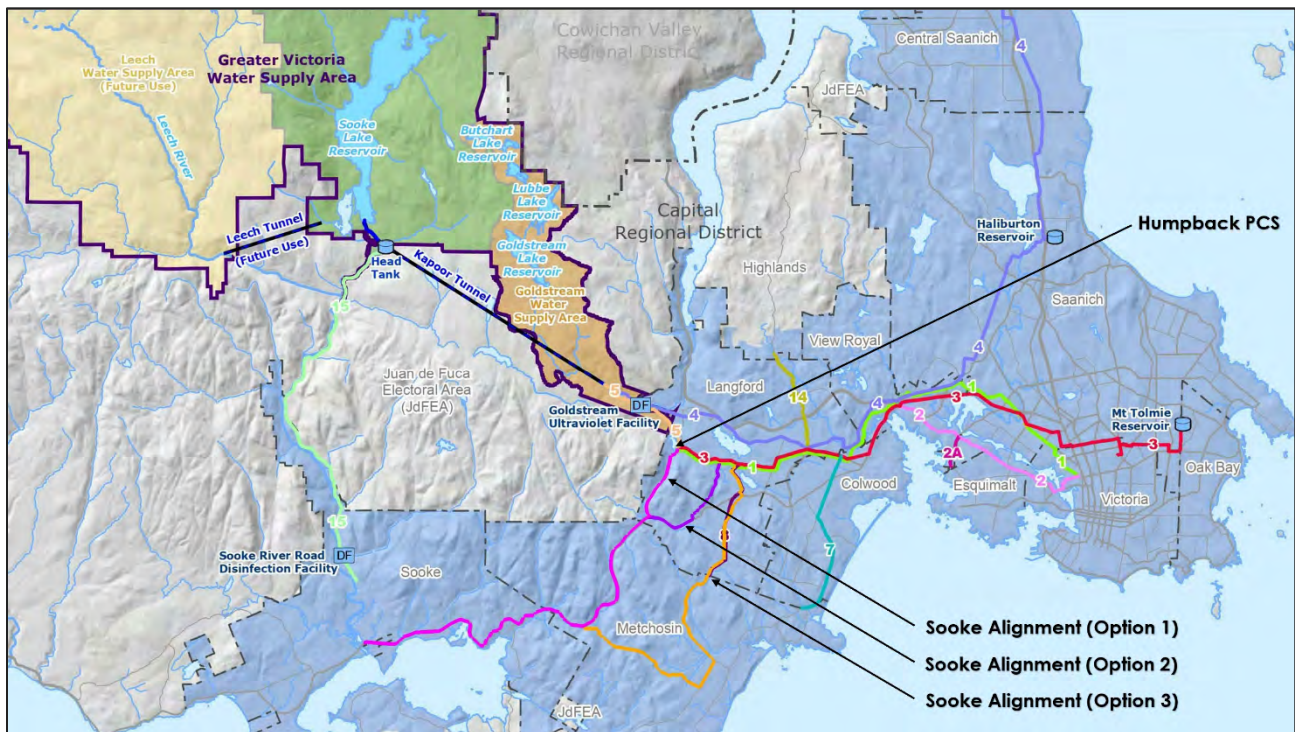 Cowichan Valley
Regional District
Central Saanich
4
Leech
Water Supply Area
(Future Use)
Greater Victoria
Water Supply Area
JdFEA
Leech River
Sooke
Lake
Reservoir
Butchart
Lake
Reservoir
Lubbe
Lake
Reservoir
Capital
Regional District
Humpback PCS
Haliburton
Reservoir
Leech Tunnel
(Future Use)
Head
Tank
Goldstream
Lake
Reservoir
Kapoor Tunnel
Highlands
Goldstream
Water
Supply Area
Saanich
15
View Royal
4
Juan de Fuca
Electoral Area
(JdFEA)
Langford
5
DF
4
14
4
1
3
Goldstream
Ultraviolet Facility
5
2
Mt Tolmie
Reservoir
3
1
3
1
2A
Colwood
Esquimalt
2
Victoria
Oak Bay
15
DF
Sooke River Road
Disinfection Facility
8
7
Sooke
Metchosin
Sooke Alignment (Option 1)
Sooke Alignment (Option 2)
Sooke Alignment (Option 3)
JdFEA